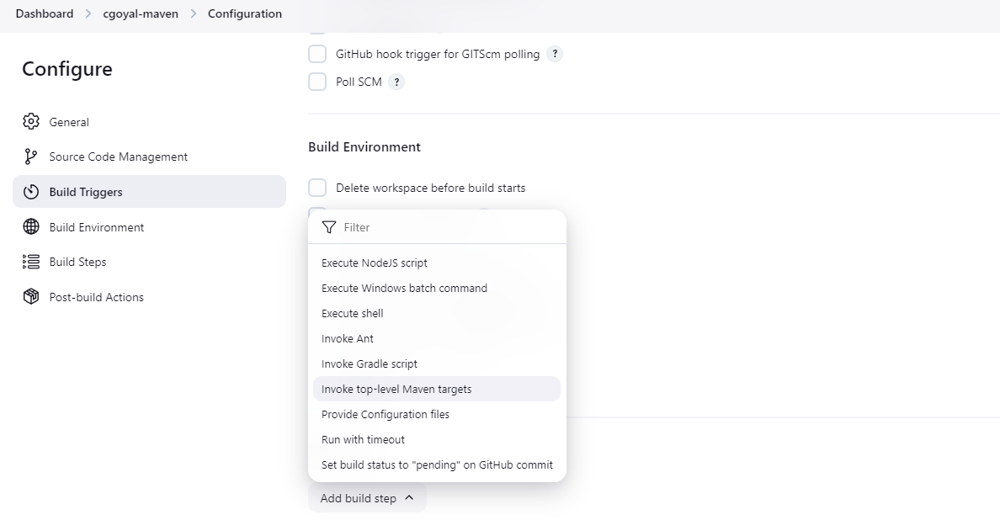 Dashboard > cgoyal-maven > Configuration
Configure
General
Source Code Management
Build Triggers
Build Environment
Build Steps
Post-build Actions
GitHub hook trigger for GITScm polling ?
Poll SCM ?
Build Environment
Delete workspace before build starts
Filter
Execute NodeJS script
Execute Windows batch command
Execute shell
Invoke Ant
Invoke Gradle script
Invoke top-level Maven targets
Provide Configuration files
Run with timeout
Set build status to "pending" on GitHub commit
Add build step